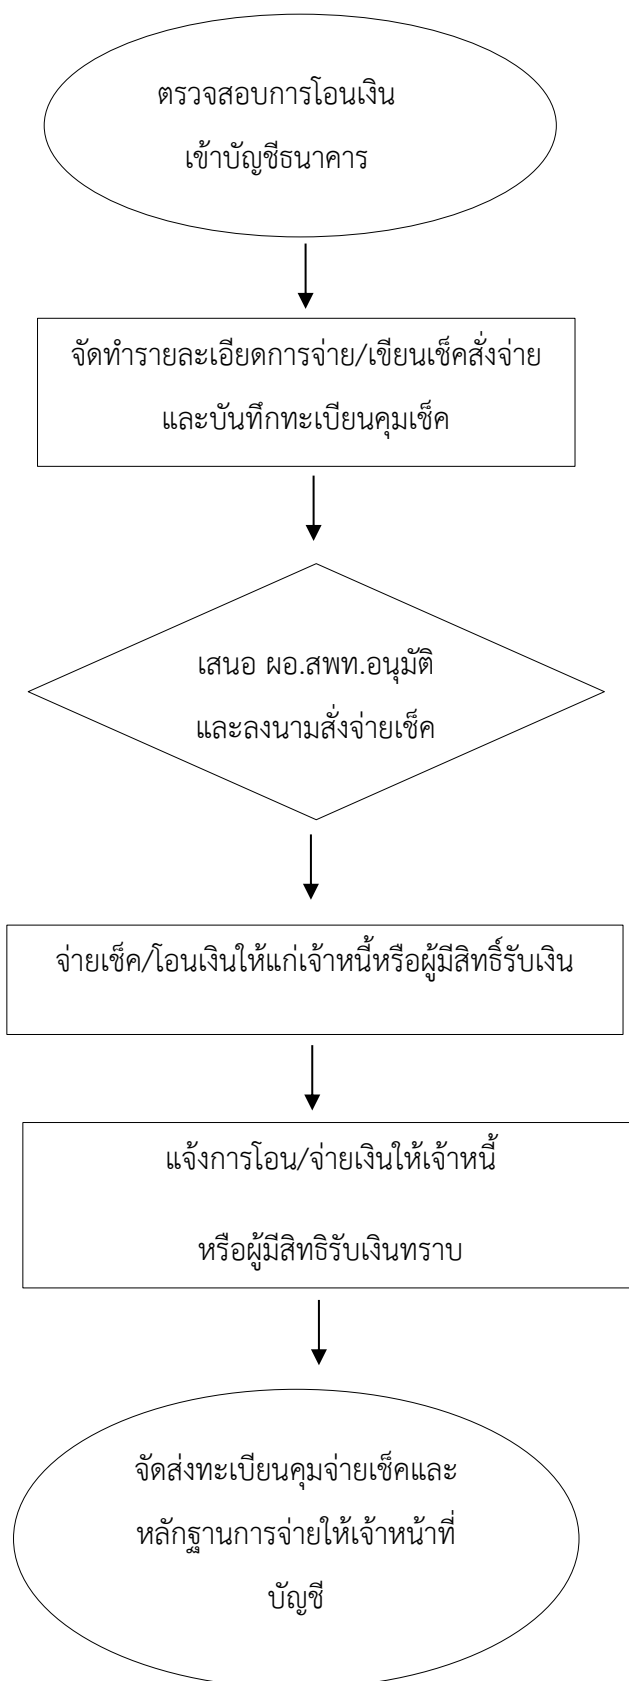 ตรวจสอบการโอนเงิน
เข้าบัญชีธนาคาร
จัดทำรายละเอียดการจ่าย/เขียนเช็คสั่งจ่าย
และบันทึกทะเบียนคุมเช็ค
เสนอ ผอ.สพท.อนุมัติ
และลงนามสั่งจ่ายเช็ค
จ่ายเช็ค/โอนเงินให้แก่เจ้าหนี้หรือผู้มีสิทธิ์รับเงิน
แจ้งการโอน/จ่ายเงินให้เจ้าหนี้
หรือผู้มีสิทธิรับเงินทราบ
จัดส่งทะเบียนคุมจ่ายเช็คและ
หลักฐานการจ่ายให้เจ้าหน้าที่
บัญชี